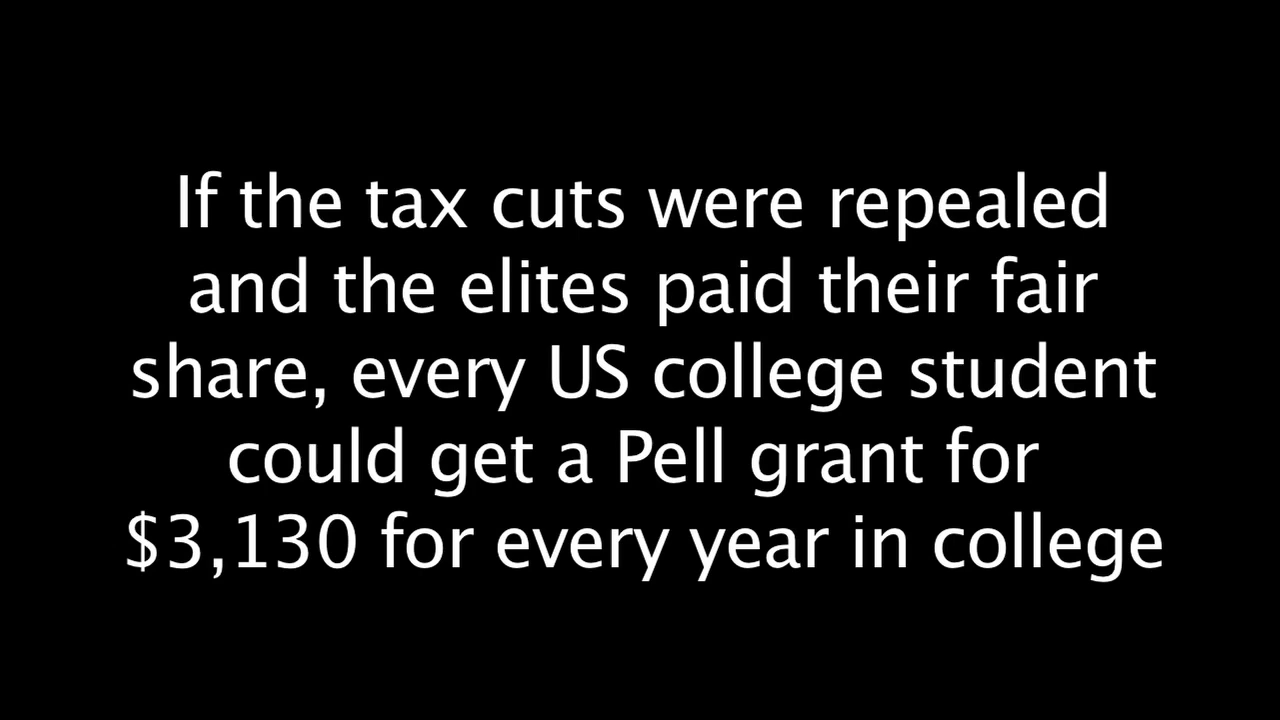 If the tax cuts were repealed
and the elites paid their fair
share, every US college student
could get a Pell grant for
$3,130 for every year in college